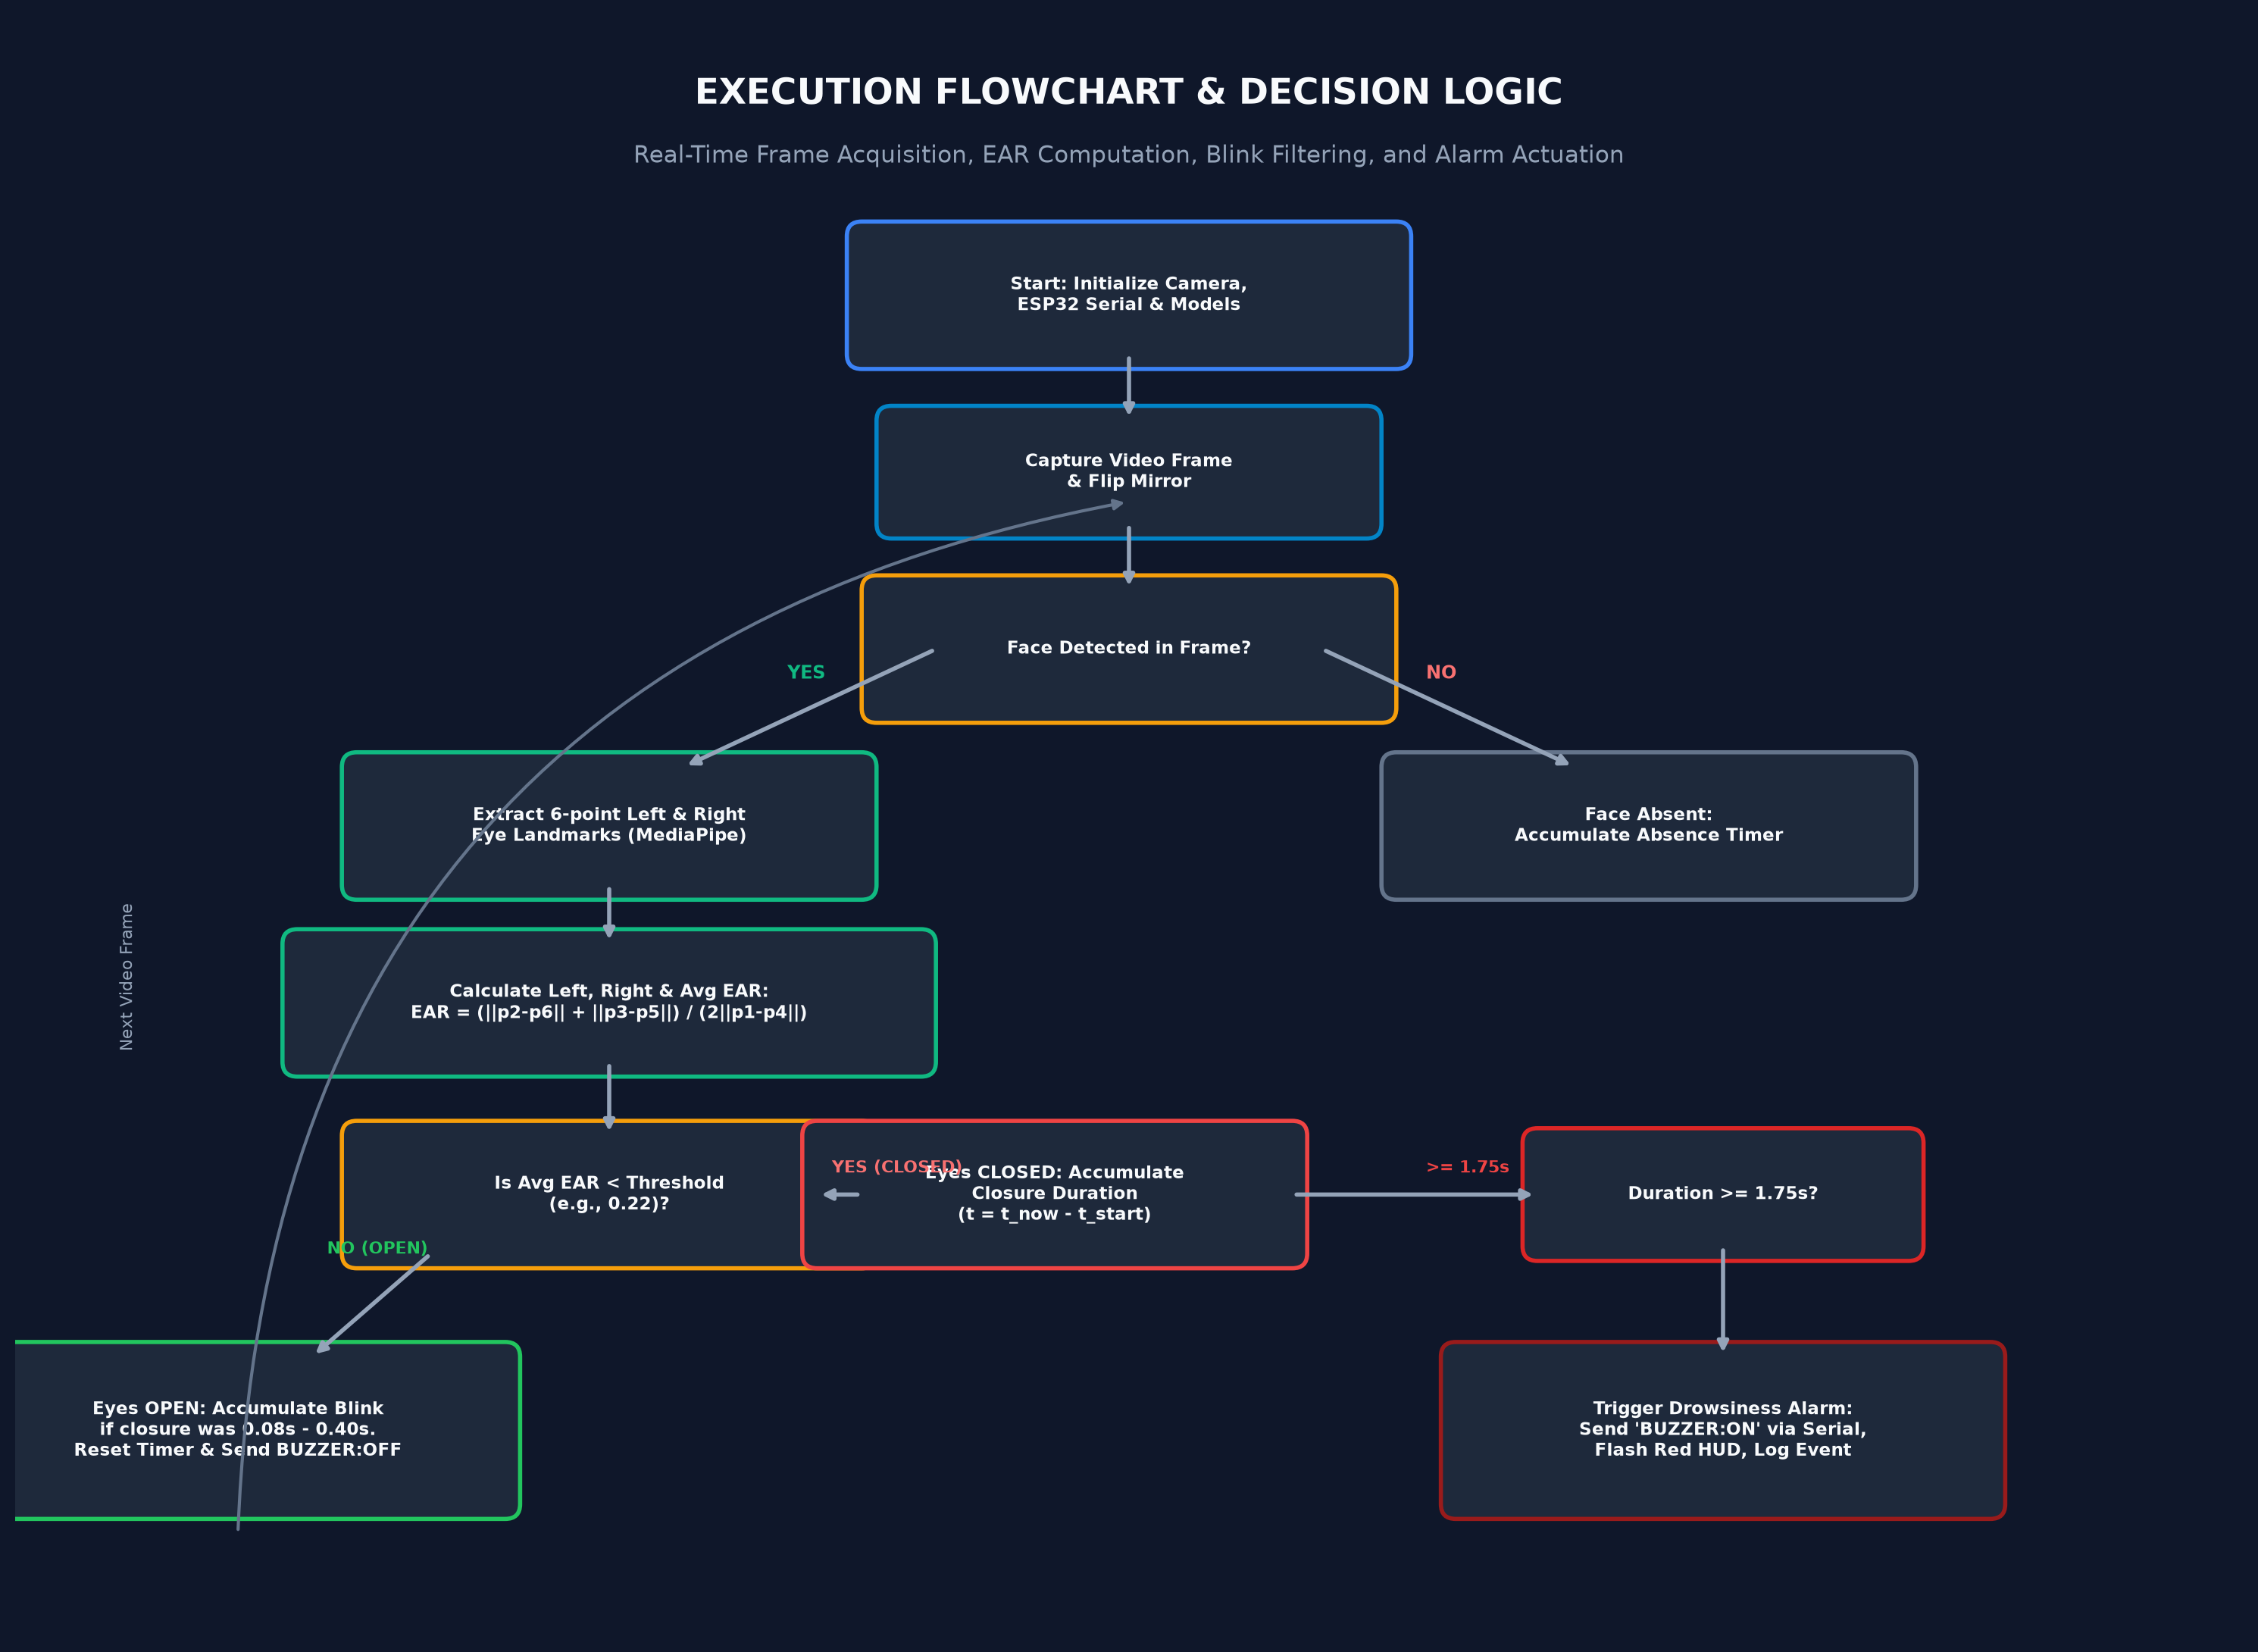 EXECUTION FLOWCHART & DECISION LOGIC
Real-Time Frame Acquisition, EAR Computation, Blink Filtering, and Alarm Actuation
Start: Initialize Camera,
ESP32 Serial & Models
Capture Video Frame
& Flip Mirror
Face Detected in Frame?
YES
NO
Extract 6-point Left & Right
Eye Landmarks (MediaPipe)
Face Absent:
Accumulate Absence Timer
Next Video Frame
Calculate Left, Right & Avg EAR:
EAR = (||p2-p6|| + ||p3-p5||) / (2||p1-p4||)
Is Avg EAR < Threshold
(e.g., 0.22)?
YES (CLOSED)
Eyes CLOSED: Accumulate
Closure Duration
(t = t_now - t_start)
>= 1.75s
Duration >= 1.75s?
NO (OPEN)
Eyes OPEN: Accumulate Blink
if closure was 0.08s - 0.40s.
Reset Timer & Send BUZZER:OFF
Trigger Drowsiness Alarm:
Send 'BUZZER:ON' via Serial,
Flash Red HUD, Log Event